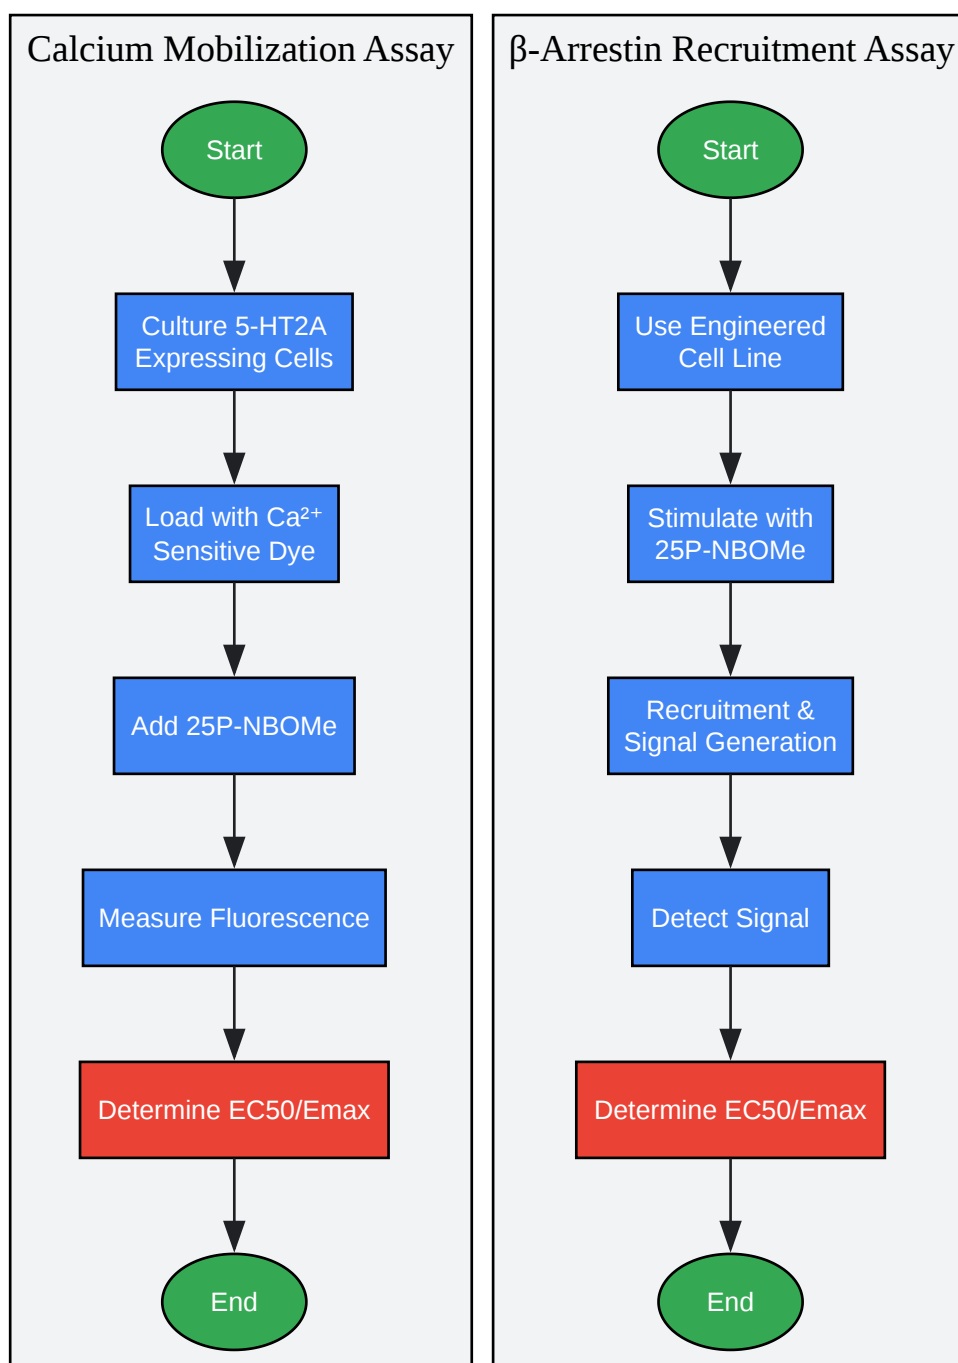 Calcium Mobilization Assay
Start
Culture 5-HT2A
Expressing Cells
Load with Ca²⁺
Sensitive Dye
Add 25P-NBOMe
Measure Fluorescence
Determine EC50/Emax
End
β-Arrestin Recruitment Assay
Start
Use Engineered
Cell Line
Stimulate with
25P-NBOMe
Recruitment &
Signal Generation
Detect Signal
Determine EC50/Emax
End